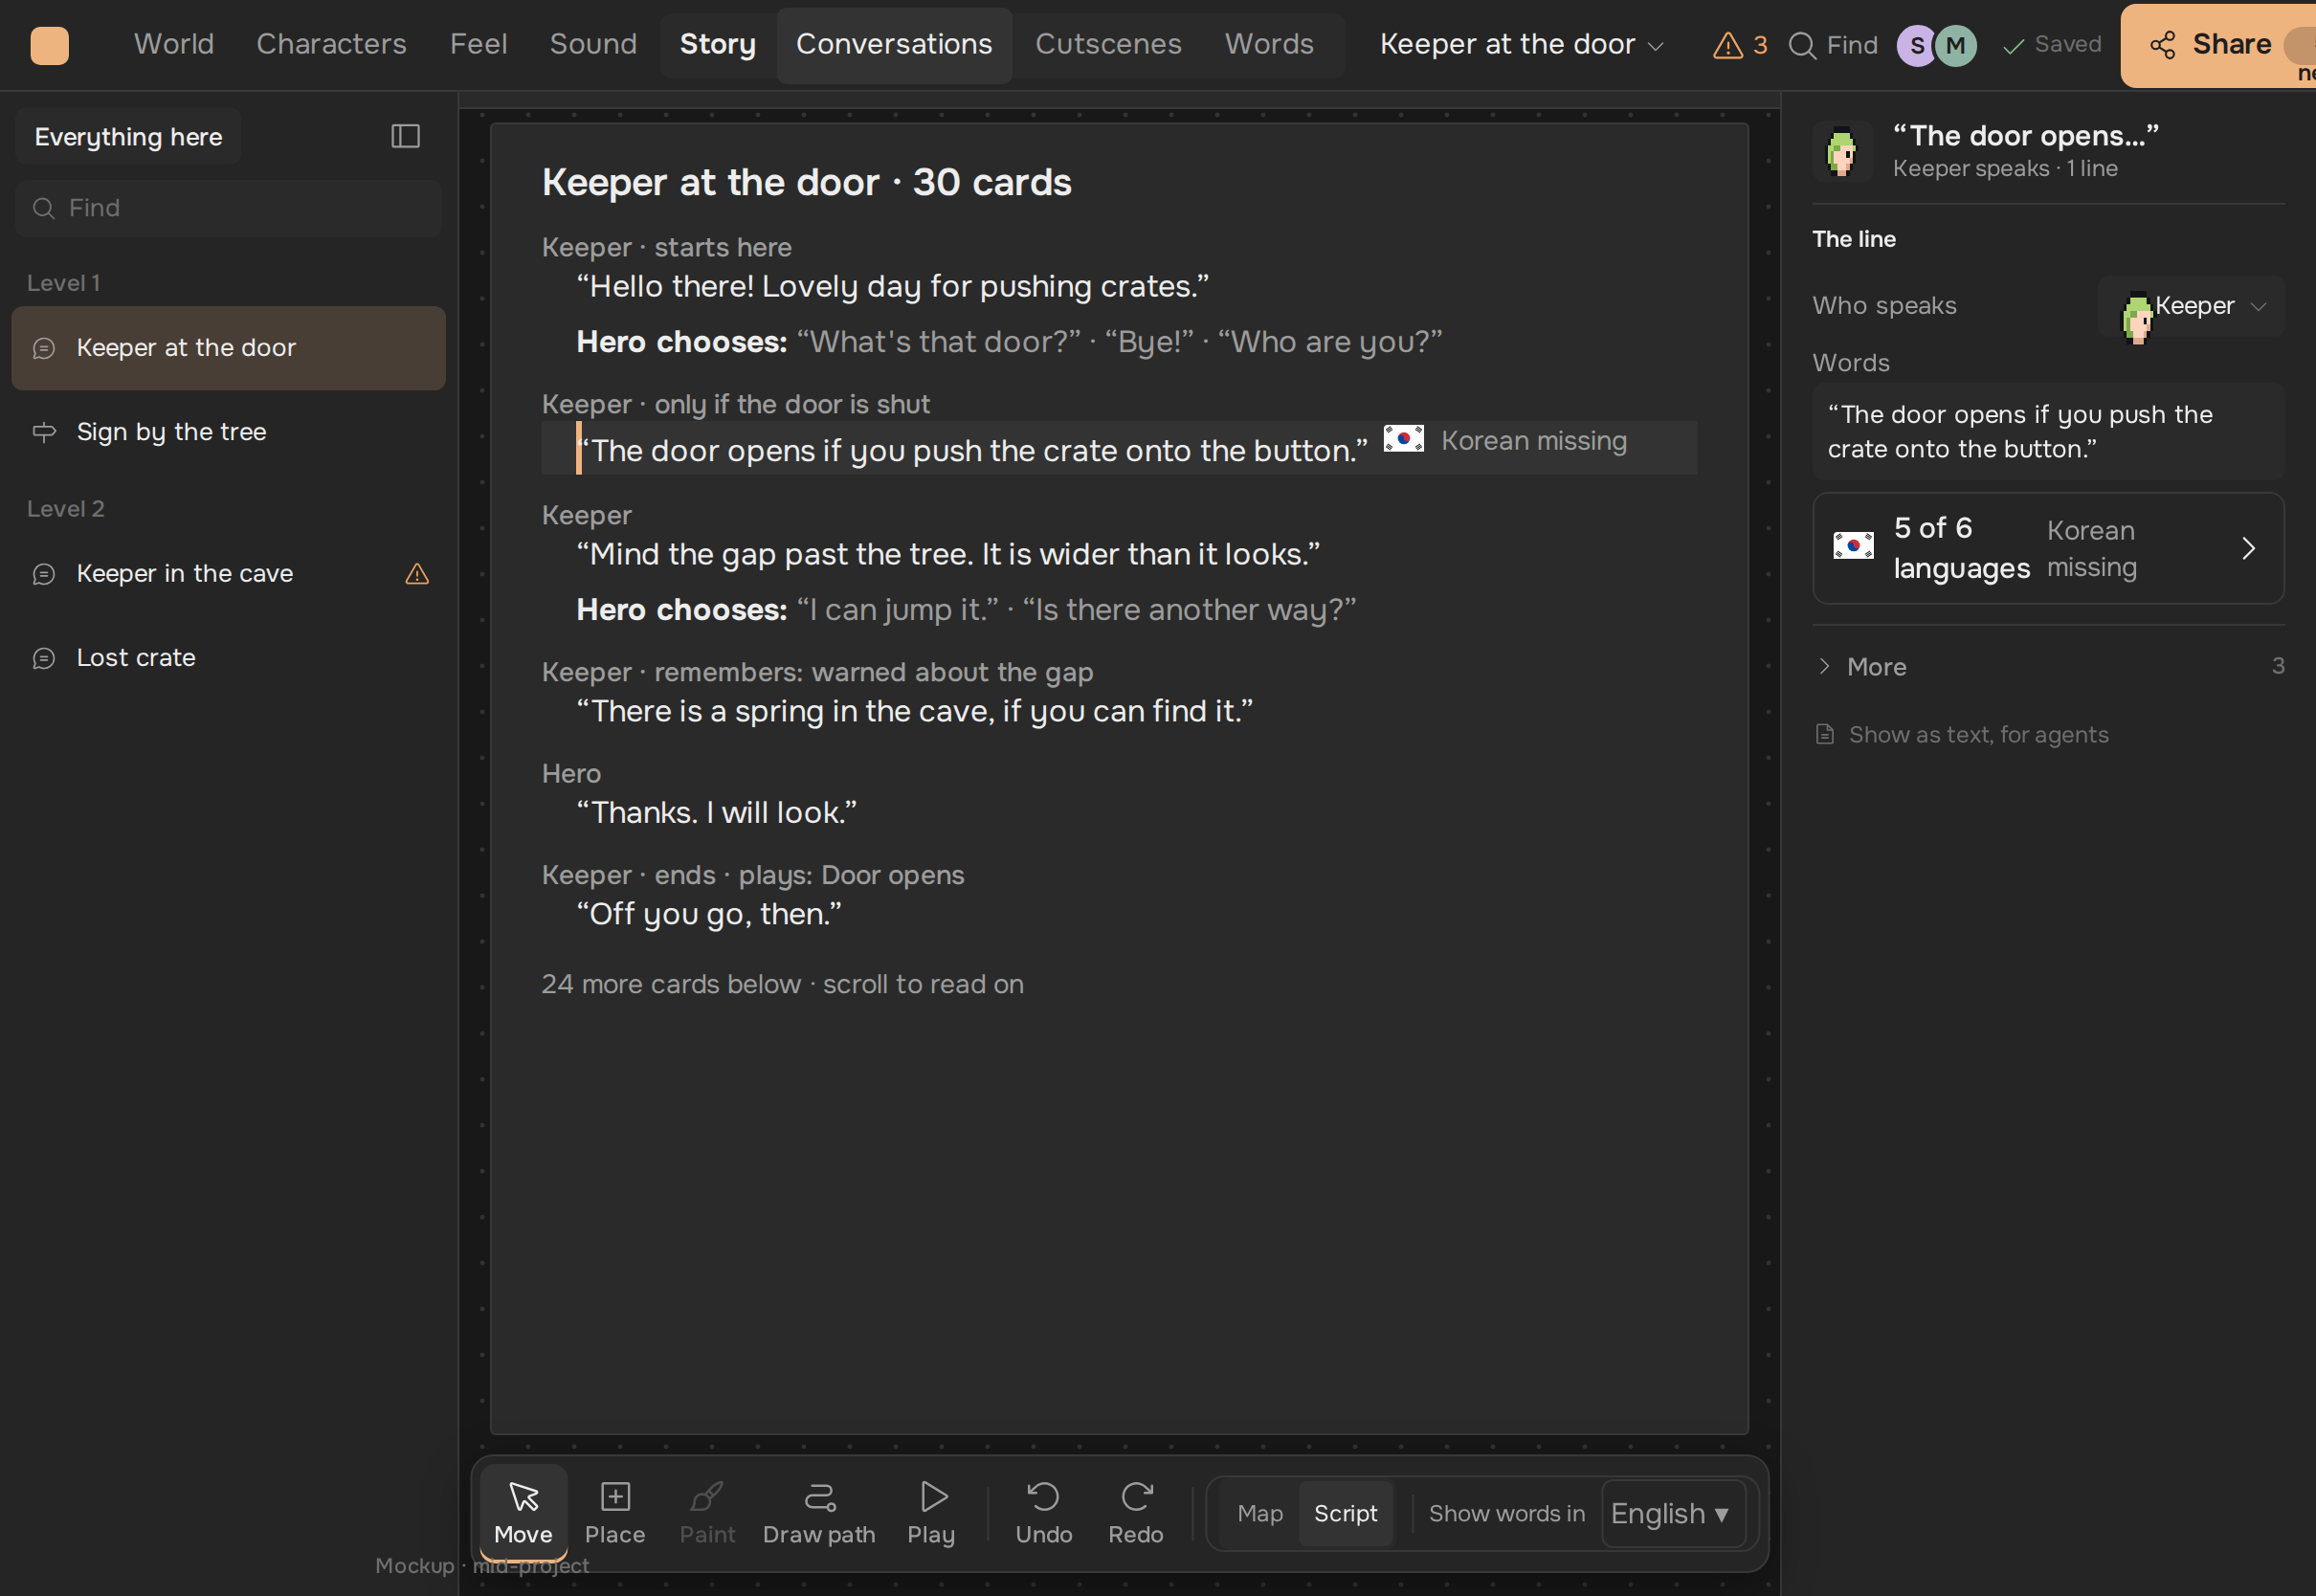 World Characters Feel Sound Story Conversations Cutscenes Words Keeper at the door 3 Find S M Saved Share
Everything here
Find
Level 1
Keeper at the door
Sign by the tree
Level 2
Keeper in the cave
Lost crate
Keeper at the door · 30 cards
Keeper · starts here
“Hello there! Lovely day for pushing crates.”
Hero chooses: “What's that door?” · “Bye!” · “Who are you?”
Keeper · only if the door is shut
“The door opens if you push the crate onto the button.” Korean missing
Keeper
“Mind the gap past the tree. It is wider than it looks.”
Hero chooses: “I can jump it.” · “Is there another way?”
Keeper · remembers: warned about the gap
“There is a spring in the cave, if you can find it.”
Hero
“Thanks. I will look.”
Keeper · ends · plays: Door opens
“Off you go, then.”
24 more cards below · scroll to read on
Move Place Paint Draw path Play Undo Redo Map Script Show words in English ▾
Mockup · mid-project
“The door opens…”
Keeper speaks · 1 line
The line
Who speaks Keeper
Words
“The door opens if you push the
crate onto the button.”
5 of 6 Korean
languages missing
More 3
Show as text, for agents